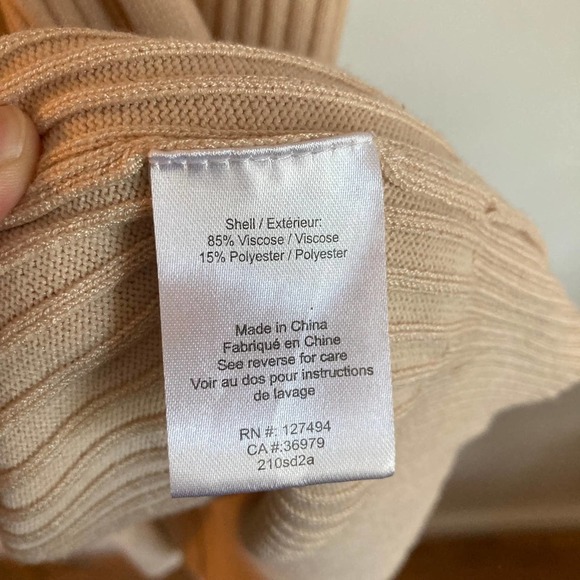 Shell / Extérieur:
85% Viscose / Viscose
15% Polyester / Polyester
Made in China
Fabriqué en Chine
See reverse for care
Voir au dos pour instructions
de lavage
RN #: 127494
CA #:36979
210sd2a